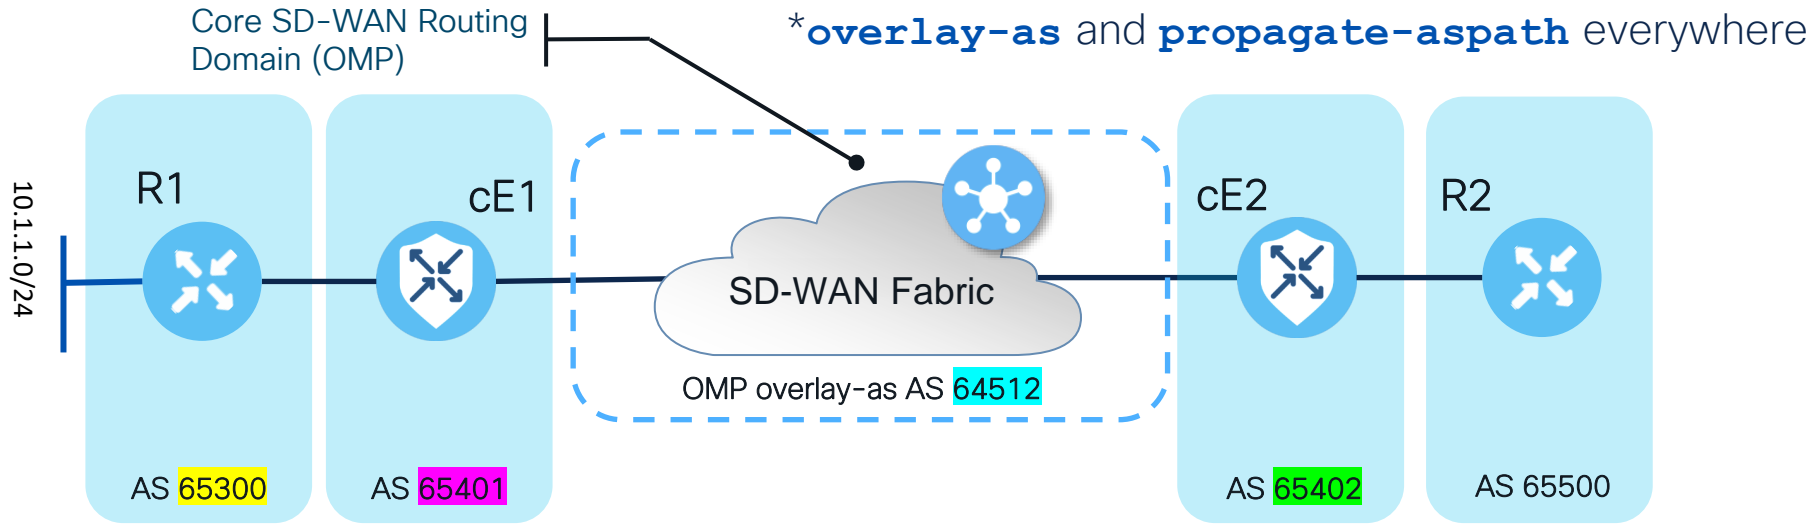 Core SD-WAN Routing
Domain (OMP)
*overlay-as and propagate-aspath everywhere
10.1.1.0/24
R1
cE1
cE2
R2
SD-WAN Fabric
OMP overlay-as AS 64512
AS 65300
AS 65401
AS 65402
AS 65500